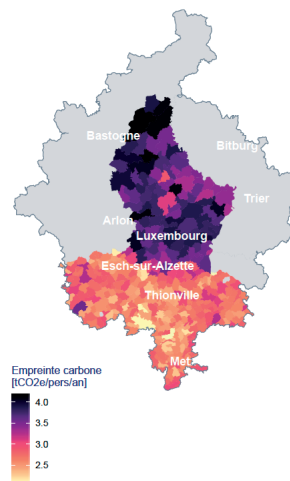 Bastogne
Bitburg
Trier
Arlon
Luxembourg
Esch-sur-Alzette
Thionville
Met
Empreinte carbone
[tCO2e/pers/an]
4.0
3.5
3.0
2.5